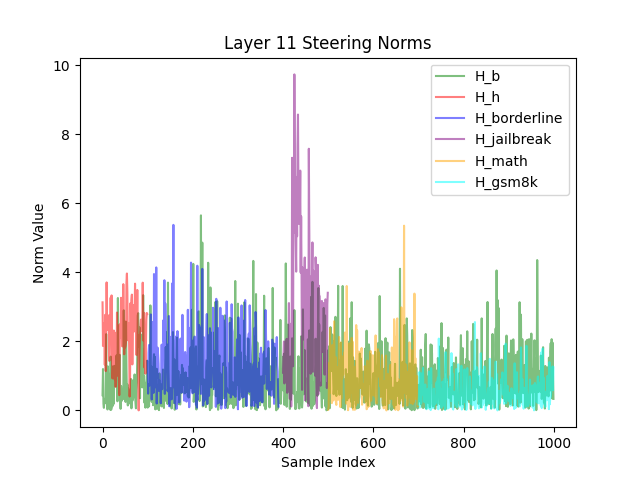 Layer 11 Steering Norms
H_b
H_h
H_borderline
H_jailbreak
H_math
H_gsm8k
Norm Value
10
8
6
4
2
0
0 200 400 600 800 1000
Sample Index